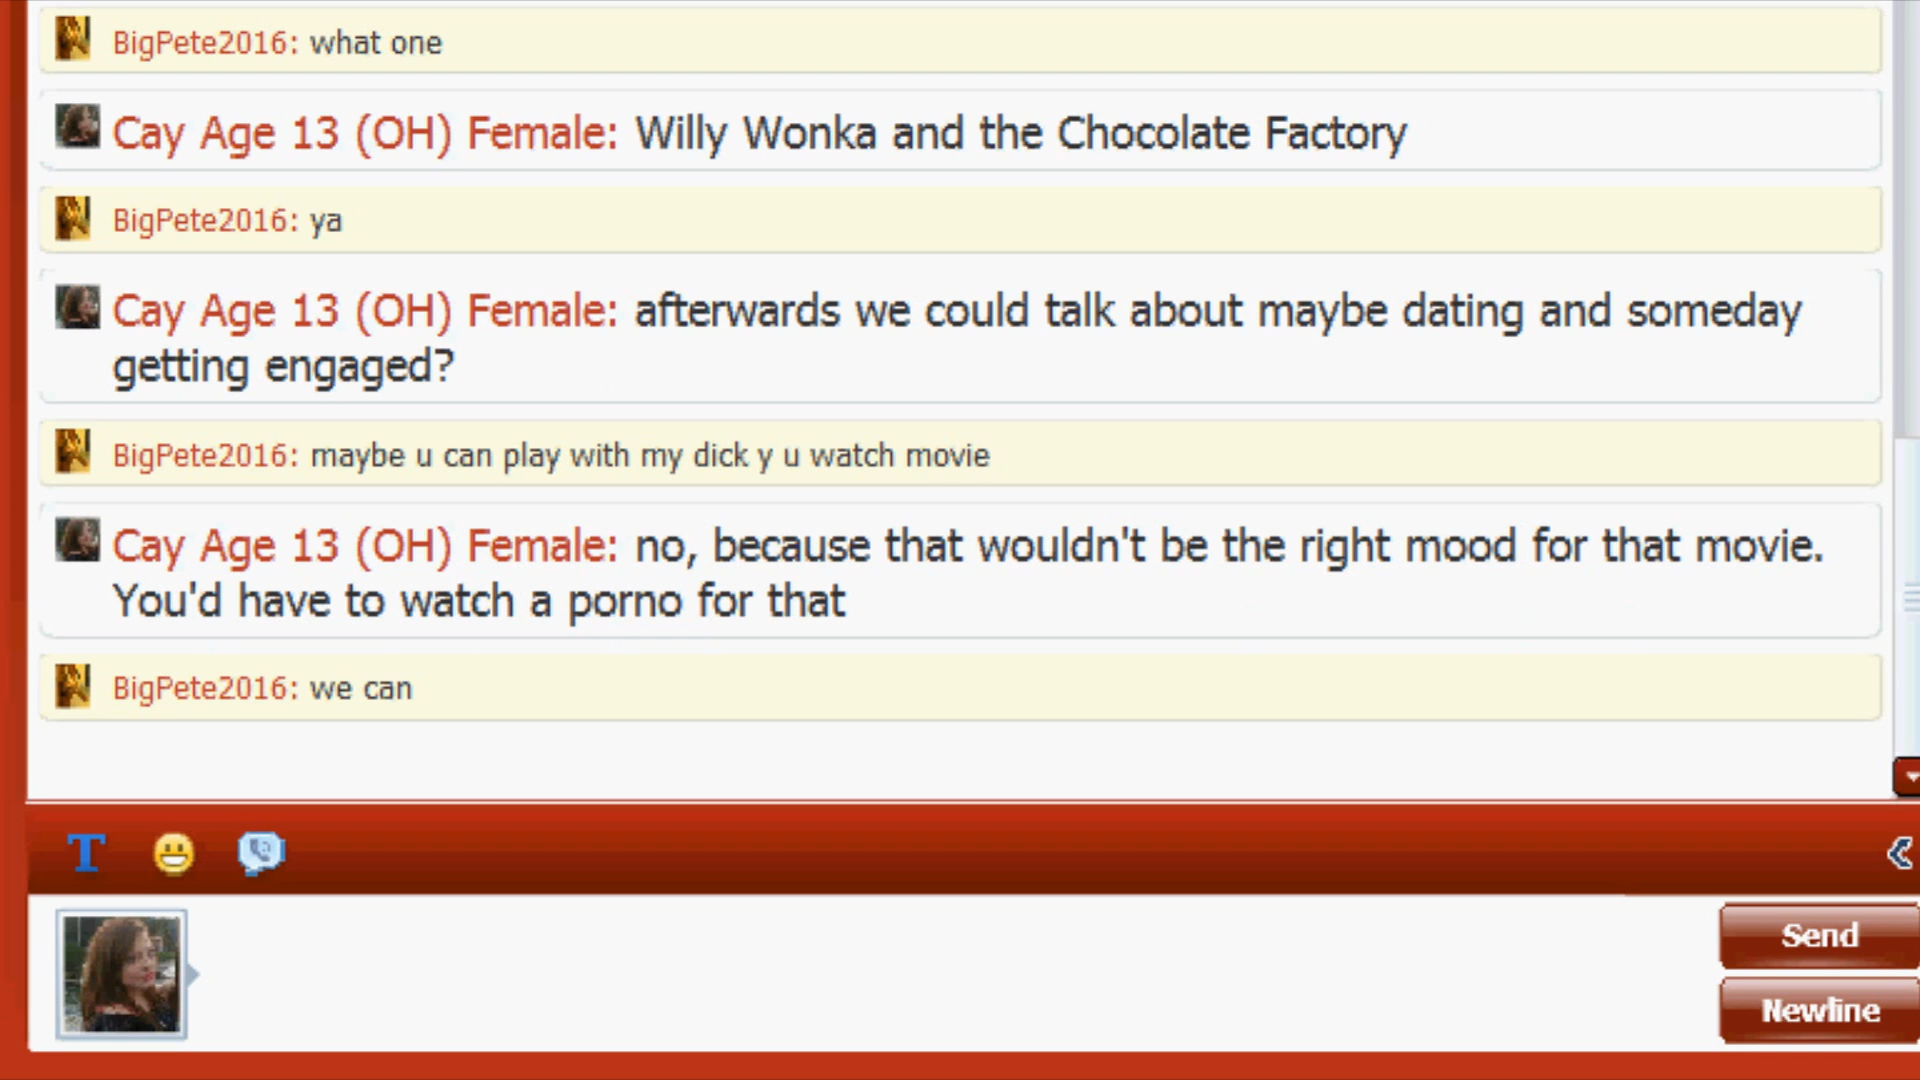 BigPete2016: what one
Cay Age 13 (OH) Female: Willy Wonka and the Chocolate Factory
BigPete2016: ya
Cay Age 13 (OH) Female: afterwards we could talk about maybe dating and someday
getting engaged?
BigPete2016: maybe u can play with my dick y u watch movie
Cay Age 13 (OH) Female: no, because that wouldn't be the right mood for that movie.
You'd have to watch a porno for that
BigPete2016: we can
T
Send
Newline